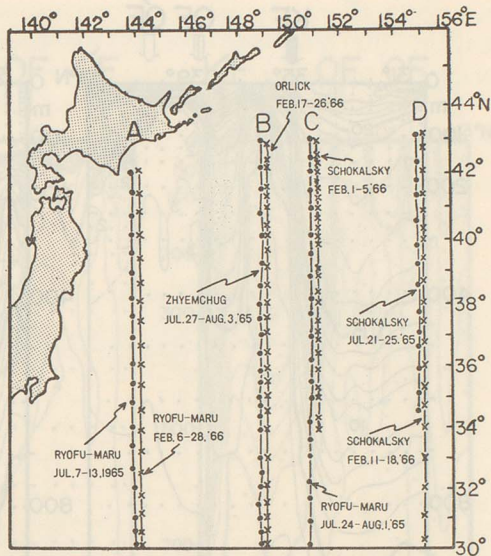 140° 142° 144° 146° 148° 149° 150° 151° 152° 154° 156°E
44°N
42°
40°
38°
36°
34°
32°
30°
A
B
C
D
ORLICK
FEB.17-26,'66
SCHOKALSKY
FEB.1-5,'66
ZHYEMCHUG
JUL.27-AUG.3,'65
SCHOKALSKY
JUL.21-25.'65
RYOFU-MARU
FEB.6-28,'66
RYOFU-MARU
JUL.7-13,1965
SCHOKALSKY
FEB.11-18,'66
RYOFU-MARU
JUL.24-AUG.1,'65